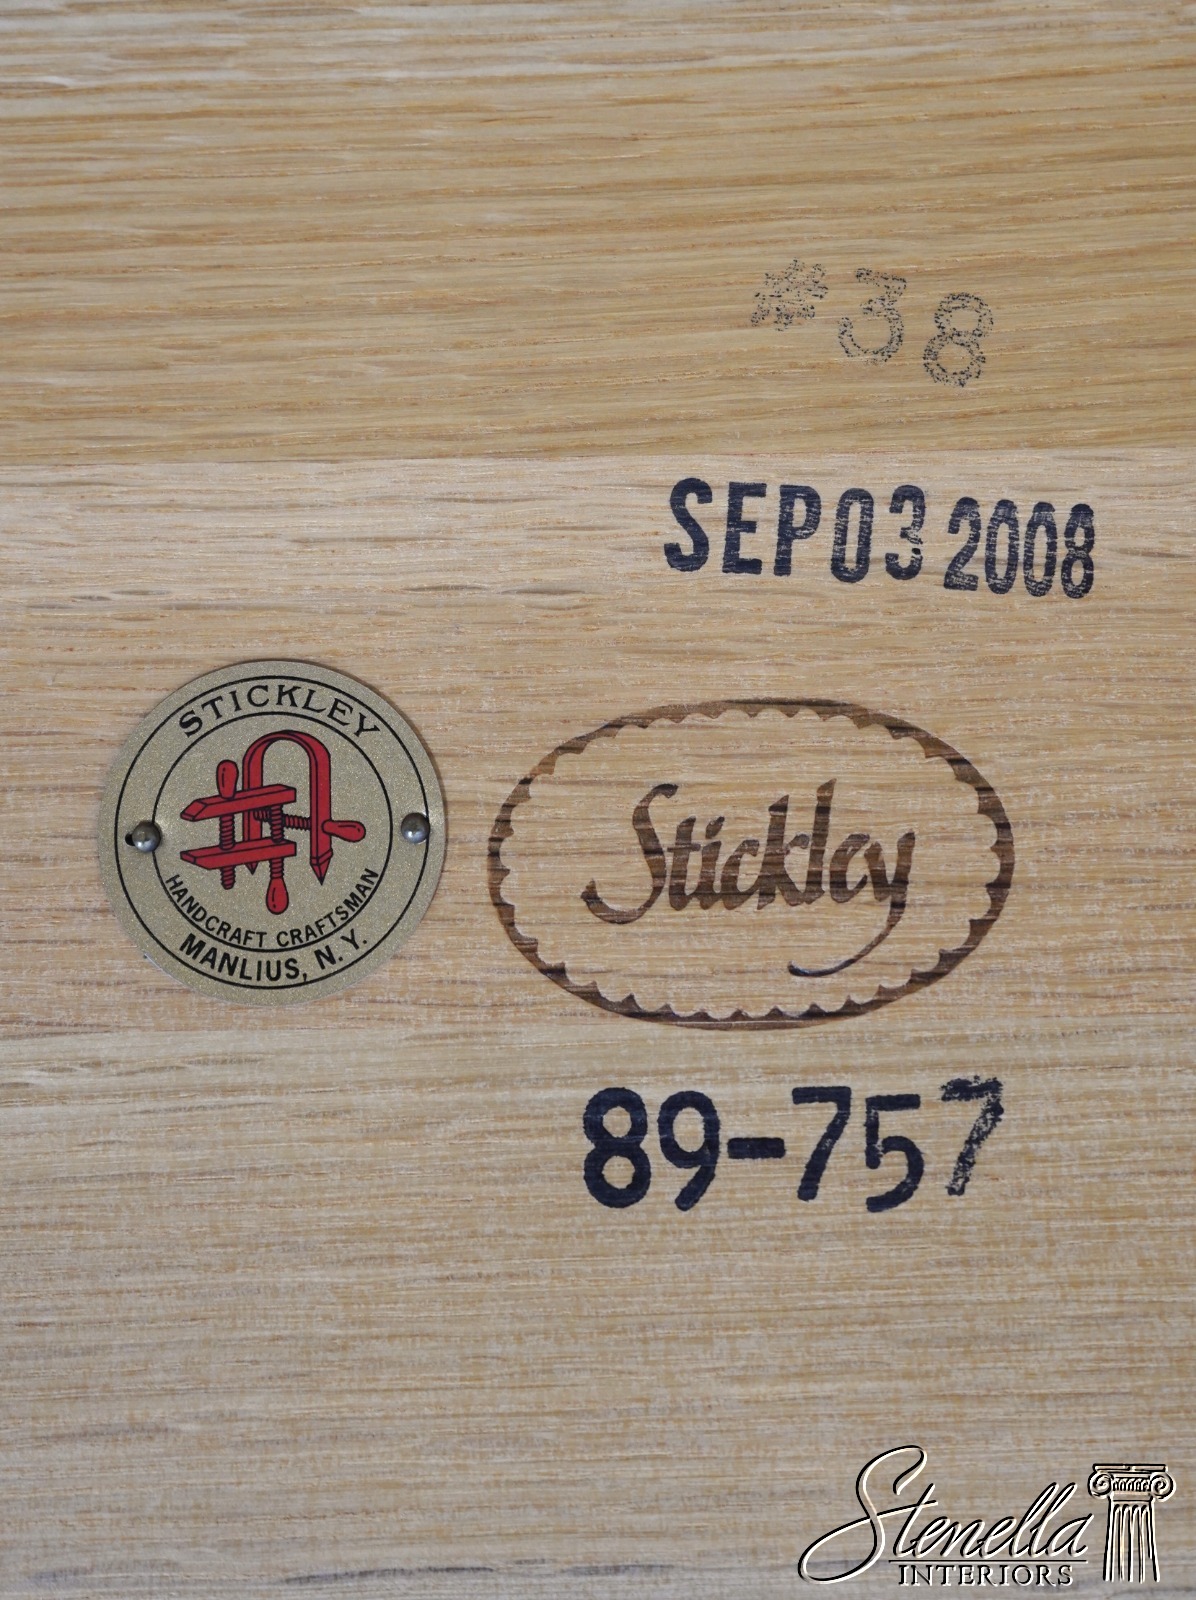 #38
SEP 03 2008
STICKLEY
HANDCRAFT CRAFTSMAN
MANLIUS, N. Y.
Stickley
89-757
Stenella
INTERIORS